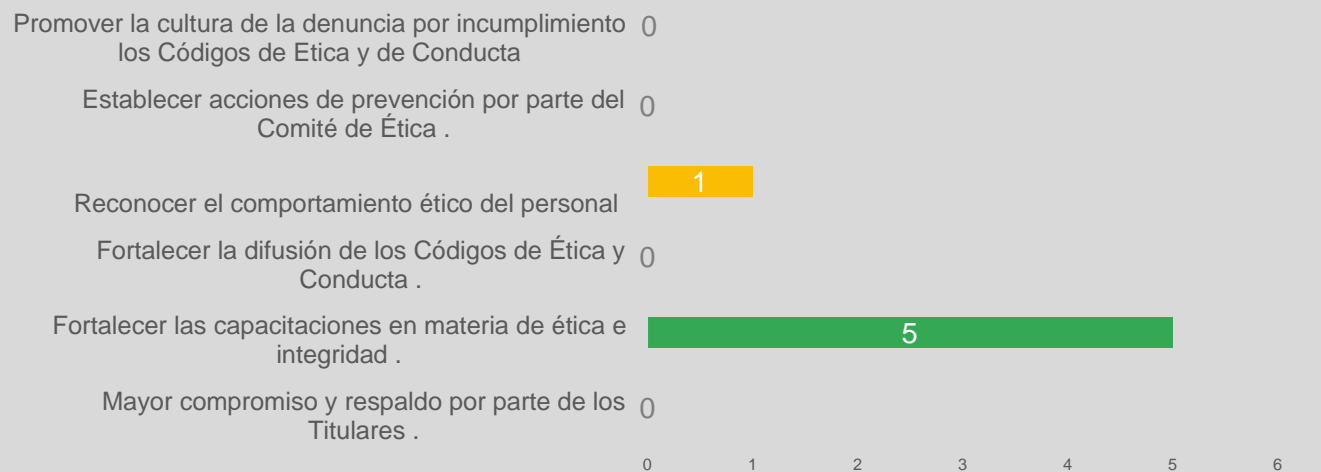 Promover la cultura de la denuncia por incumplimiento 0
los Códigos de Etica y de Conducta
Establecer acciones de prevención por parte del 0
Comité de Ética .
1
Reconocer el comportamiento ético del personal
Fortalecer la difusión de los Códigos de Ética y 0
Conducta .
Fortalecer las capacitaciones en materia de ética e 5
integridad .
Mayor compromiso y respaldo por parte de los 0
Titulares .
0 1 2 3 4 5 6